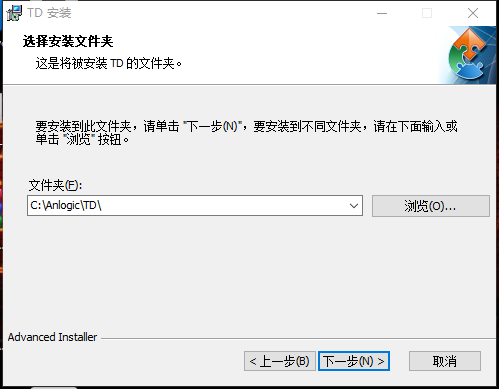 TD 安装
选择安装文件夹
这是将被安装 TD 的文件夹。
要安装到此文件夹，请单击 "下一步(N)"，要安装到不同文件夹，请在下面输入或
单击 "浏览" 按钮。
文件夹(F):
C:\Anlogic\TD\
浏览(O)...
Advanced Installer
< 上一步(B)
下一步(N) >
取消